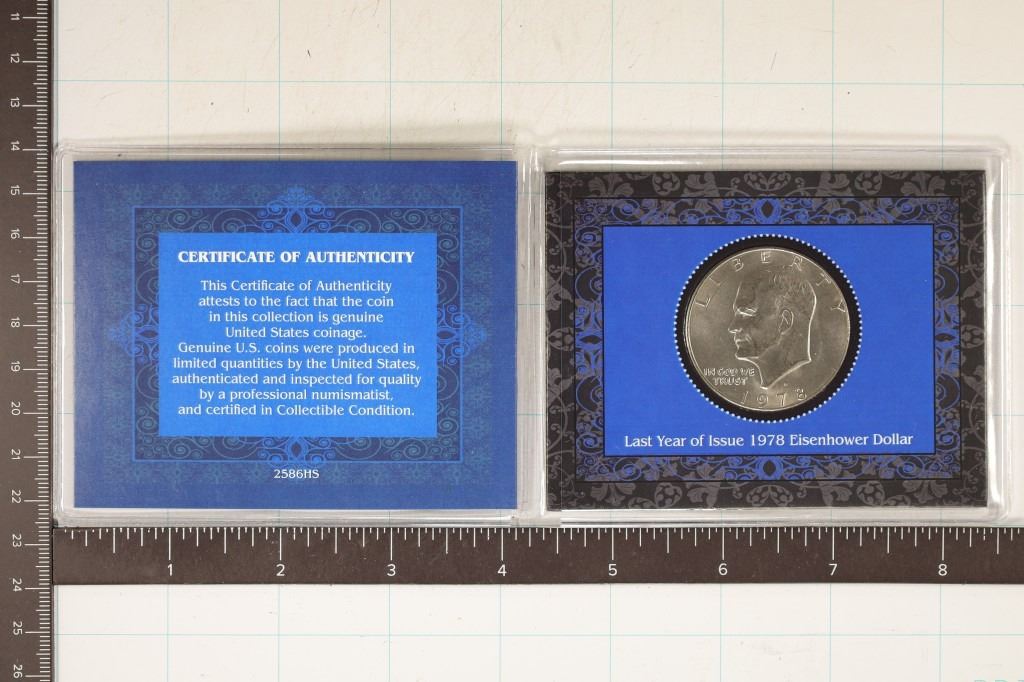 CERTIFICATE OF AUTHENTICITY
This Certificate of Authenticity
attests to the fact that the coin
in this collection is genuine
United States coinage.
Genuine U.S. coins were produced in
limited quantities by the United States,
authenticated and inspected for quality
by a professional numismatist,
and certified in Collectible Condition.
2586HS
LIBERTY
IN GOD WE
TRUST
1978
Last Year of Issue 1978 Eisenhower Dollar
11
12
13
14
15
16
17
18
19
20
21
22
23
24
25
26
1 2 3 4 5 6 7 8